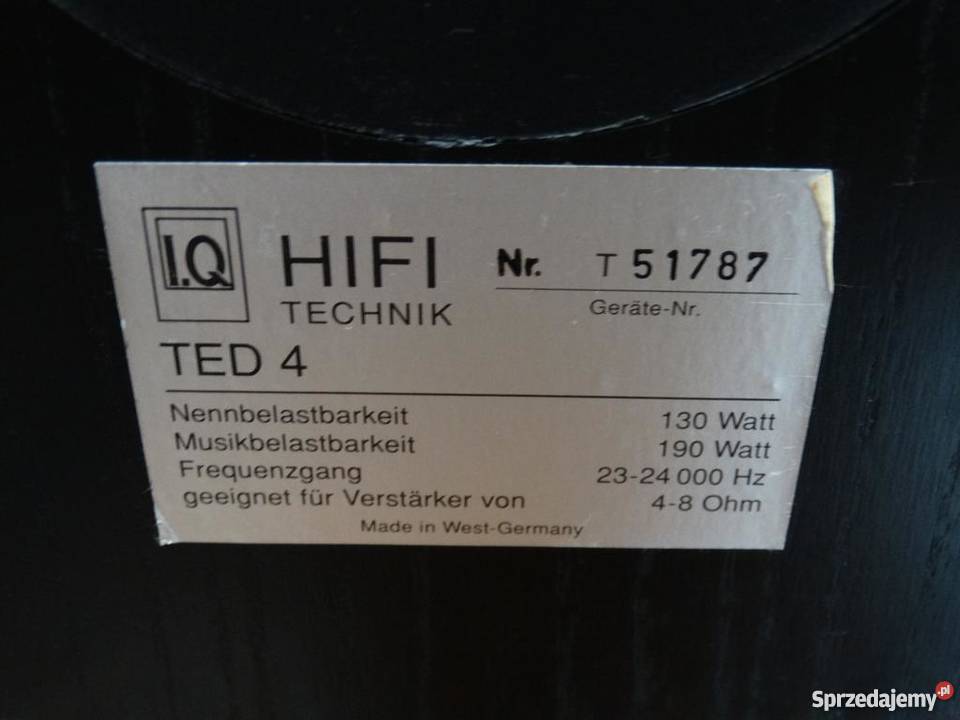 I.Q HIFI TECHNIK
Nr. T 51787
Geräte-Nr.
TED 4
Nennbelastbarkeit 130 Watt
Musikbelastbarkeit 190 Watt
Frequenzgang 23-24 000 Hz
geeignet für Verstärker von 4-8 Ohm
Made in West-Germany
Sprzedajemy.pl